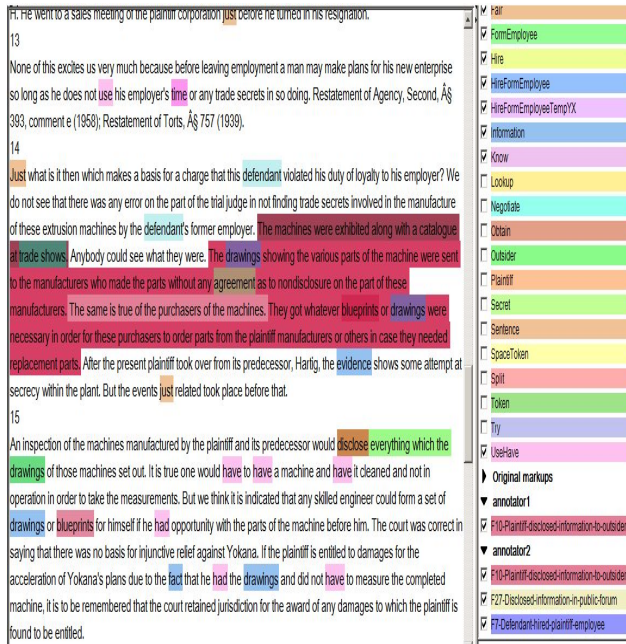 H. He went to a sales meeting of the plaintiff corporation just before he turned in his resignation.
13
None of this excites us very much because before leaving employment a man may make plans for his new enterprise
so long as he does not use his employer's time or any trade secrets in so doing. Restatement of Agency, Second, Â§
393, comment e (1958); Restatement of Torts, Â§ 757 (1939).
14
Just what is it then which makes a basis for a charge that this defendant violated his duty of loyalty to his employer? We
do not see that there was any error on the part of the trial judge in not finding trade secrets involved in the manufacture
of these extrusion machines by the defendant's former employer. The machines were exhibited along with a catalogue
at trade shows. Anybody could see what they were. The drawings showing the various parts of the machine were sent
to the manufacturers who made the parts without any agreement as to nondisclosure on the part of these
manufacturers. The same is true of the purchasers of the machines. They got whatever blueprints or drawings were
necessary in order for these purchasers to order parts from the plaintiff manufacturers or others in case they needed
replacement parts. After the present plaintiff took over from its predecessor, Hartig, the evidence shows some attempt at
secrecy within the plant. But the events just related took place before that.
15
An inspection of the machines manufactured by the plaintiff and its predecessor would disclose everything which the
drawings of those machines set out. It is true one would have to have a machine and have it cleaned and not in
operation in order to take the measurements. But we think it is indicated that any skilled engineer could form a set of
drawings or blueprints for himself if he had opportunity with the parts of the machine before him. The court was correct in
saying that there was no basis for injunctive relief against Yokana. If the plaintiff is entitled to damages for the
acceleration of Yokana's plans due to the fact that he had the drawings and did not have to measure the completed
machine, it is to be remembered that the court retained jurisdiction for the award of any damages to which the plaintiff is
found to be entitled.
Fair
FormEmployee
Hire
HireFormEmployee
HireFormEmployeeTempYX
Information
Know
Lookup
Negotiate
Obtain
Outsider
Plaintiff
Secret
Sentence
SpaceToken
Split
Token
Try
UseHave
Original markups
annotator1
F10-Plaintiff-disclosed-information-to-outsider
annotator2
F10-Plaintiff-disclosed-information-to-outsider
F27-Disclosed-information-in-public-forum
F7-Defendant-hired-plaintiff-employee